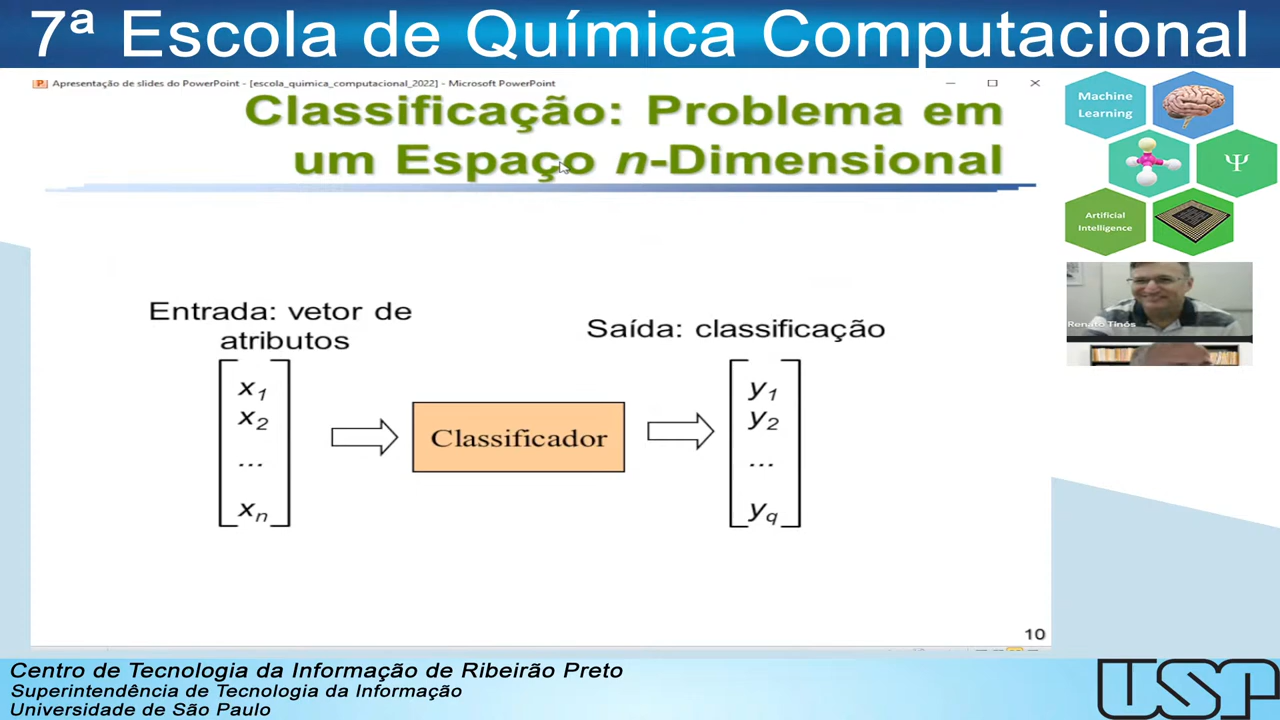 7ª Escola de Química Computacional
Apresentação de slides do PowerPoint - [escola_quimica_computacional_2022] - Microsoft PowerPoint
Classificação: Problema em
um Espaço n-Dimensional
Machine
Learning
Ψ
Artificial
Intelligence
Renato Tinós
Entrada: vetor de
atributos
Saída: classificação
x1
x2
...
xn
Classificador
y1
y2
...
yq
10
Centro de Tecnologia da Informação de Ribeirão Preto
Superintendência de Tecnologia da Informação
Universidade de São Paulo
USP